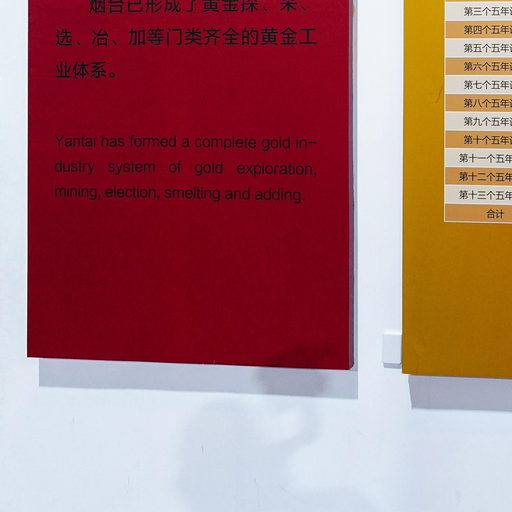 烟台已形成了黄金探、采、
选、冶、加等门类齐全的黄金工
业体系。
Yantai has formed a complete gold in-
dustry system of gold exploration,
mining, election, smelting and adding.
第三个五年
第四个五年
第五个五年
第六个五年
第七个五年
第八个五年
第九个五年
第十个五年
第十一个五年
第十二个五年
第十三个五年
合计